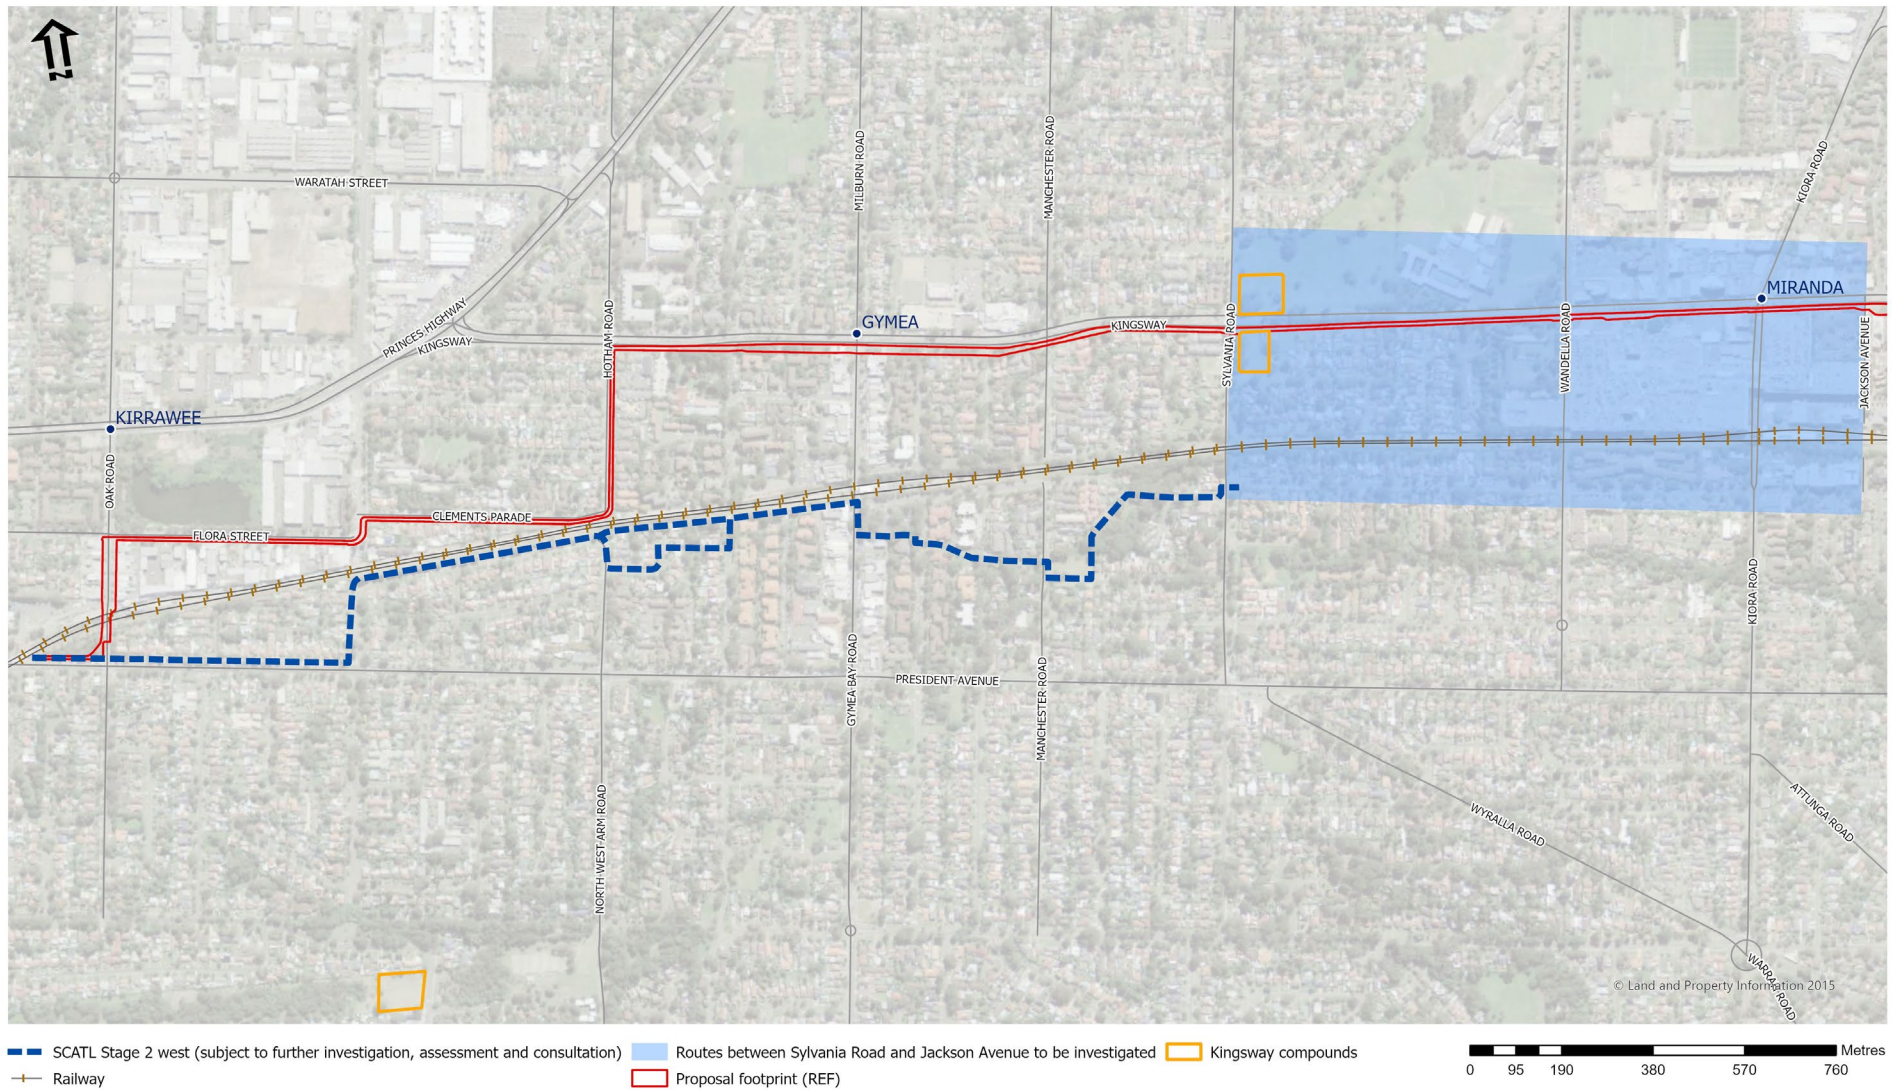 N
WARATAH STREET
MILBURN ROAD
MANCHESTER ROAD
KIORA ROAD
MIRANDA
PRINCES HIGHWAY
KINGSWAY
HOTHAM ROAD
GYMEA
KINGSWAY
SYLVANIA ROAD
WANDELLA ROAD
JACKSON AVENUE
KIRRAWEE
OAK ROAD
CLEMENTS PARADE
FLORA STREET
KIORA ROAD
GYMEA BAY ROAD
PRESIDENT AVENUE
MANCHESTER ROAD
NORTH WEST ARM ROAD
WYRALLA ROAD
ATTUNGA ROAD
WARRAH ROAD
© Land and Property Information 2015
SCATL Stage 2 west (subject to further investigation, assessment and consultation)
Railway
Routes between Sylvania Road and Jackson Avenue to be investigated
Proposal footprint (REF)
Kingsway compounds
Metres
0 95 190 380 570 760